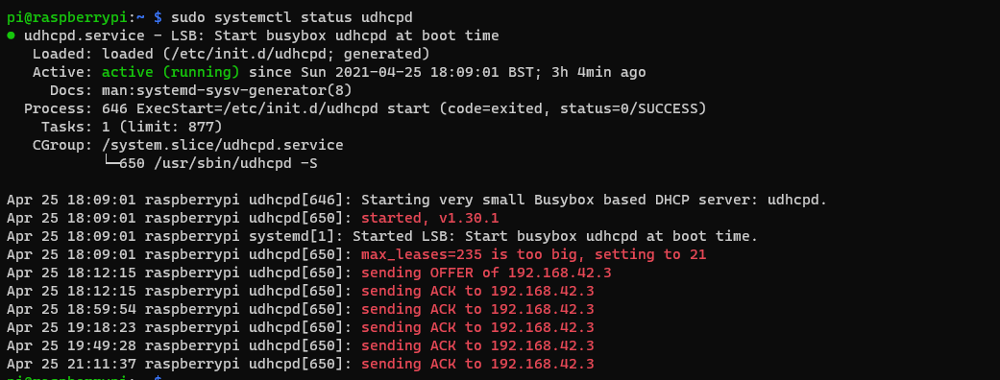 pi@raspberrypi:~ $ sudo systemctl status udhcpd
● udhcpd.service - LSB: Start busybox udhcpd at boot time
   Loaded: loaded (/etc/init.d/udhcpd; generated)
   Active: active (running) since Sun 2021-04-25 18:09:01 BST; 3h 4min ago
     Docs: man:systemd-sysv-generator(8)
  Process: 646 ExecStart=/etc/init.d/udhcpd start (code=exited, status=0/SUCCESS)
    Tasks: 1 (limit: 877)
   CGroup: /system.slice/udhcpd.service
           └─650 /usr/sbin/udhcpd -S

Apr 25 18:09:01 raspberrypi udhcpd[646]: Starting very small Busybox based DHCP server: udhcpd.
Apr 25 18:09:01 raspberrypi udhcpd[650]: started, v1.30.1
Apr 25 18:09:01 raspberrypi systemd[1]: Started LSB: Start busybox udhcpd at boot time.
Apr 25 18:09:01 raspberrypi udhcpd[650]: max_leases=235 is too big, setting to 21
Apr 25 18:12:15 raspberrypi udhcpd[650]: sending OFFER of 192.168.42.3
Apr 25 18:12:15 raspberrypi udhcpd[650]: sending ACK to 192.168.42.3
Apr 25 18:59:54 raspberrypi udhcpd[650]: sending ACK to 192.168.42.3
Apr 25 19:18:23 raspberrypi udhcpd[650]: sending ACK to 192.168.42.3
Apr 25 19:49:28 raspberrypi udhcpd[650]: sending ACK to 192.168.42.3
Apr 25 21:11:37 raspberrypi udhcpd[650]: sending ACK to 192.168.42.3
pi@raspberrypi:~ $